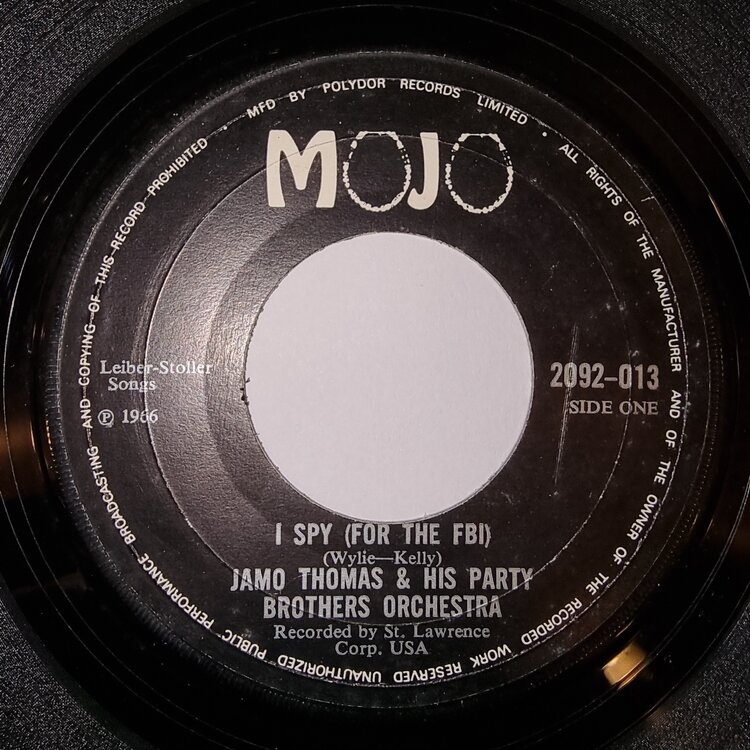 MFD BY POLYDOR RECORDS LIMITED • ALL RIGHTS OF THE MANUFACTURER AND OF THE OWNER OF THE RECORDED WORK RESERVED UNAUTHORIZED PUBLIC PERFORMANCE BROADCASTING AND COPYING OF THIS RECORD PROHIBITED •
MOJO
Leiber-Stoller
Songs
℗ 1966
2092-013
SIDE ONE
I SPY (FOR THE FBI)
(Wylie—Kelly)
JAMO THOMAS & HIS PARTY
BROTHERS ORCHESTRA
Recorded by St. Lawrence
Corp. USA